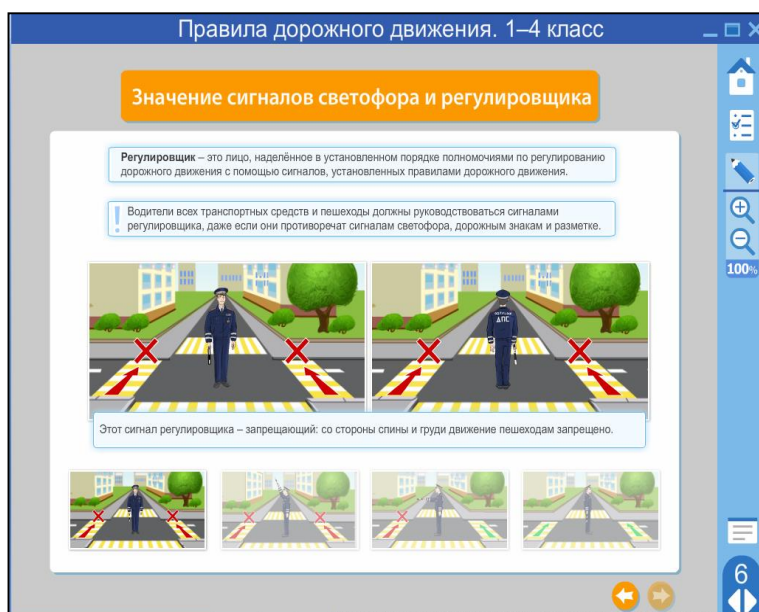 Правила дорожного движения. 1–4 класс
Значение сигналов светофора и регулировщика
Регулировщик – это лицо, наделённое в установленном порядке полномочиями по регулированию
дорожного движения с помощью сигналов, установленных правилами дорожного движения.
! Водители всех транспортных средств и пешеходы должны руководствоваться сигналами
регулировщика, даже если они противоречат сигналам светофора, дорожным знакам и разметке.
ДПС
Этот сигнал регулировщика – запрещающий: со стороны спины и груди движение пешеходам запрещено.
100%
6